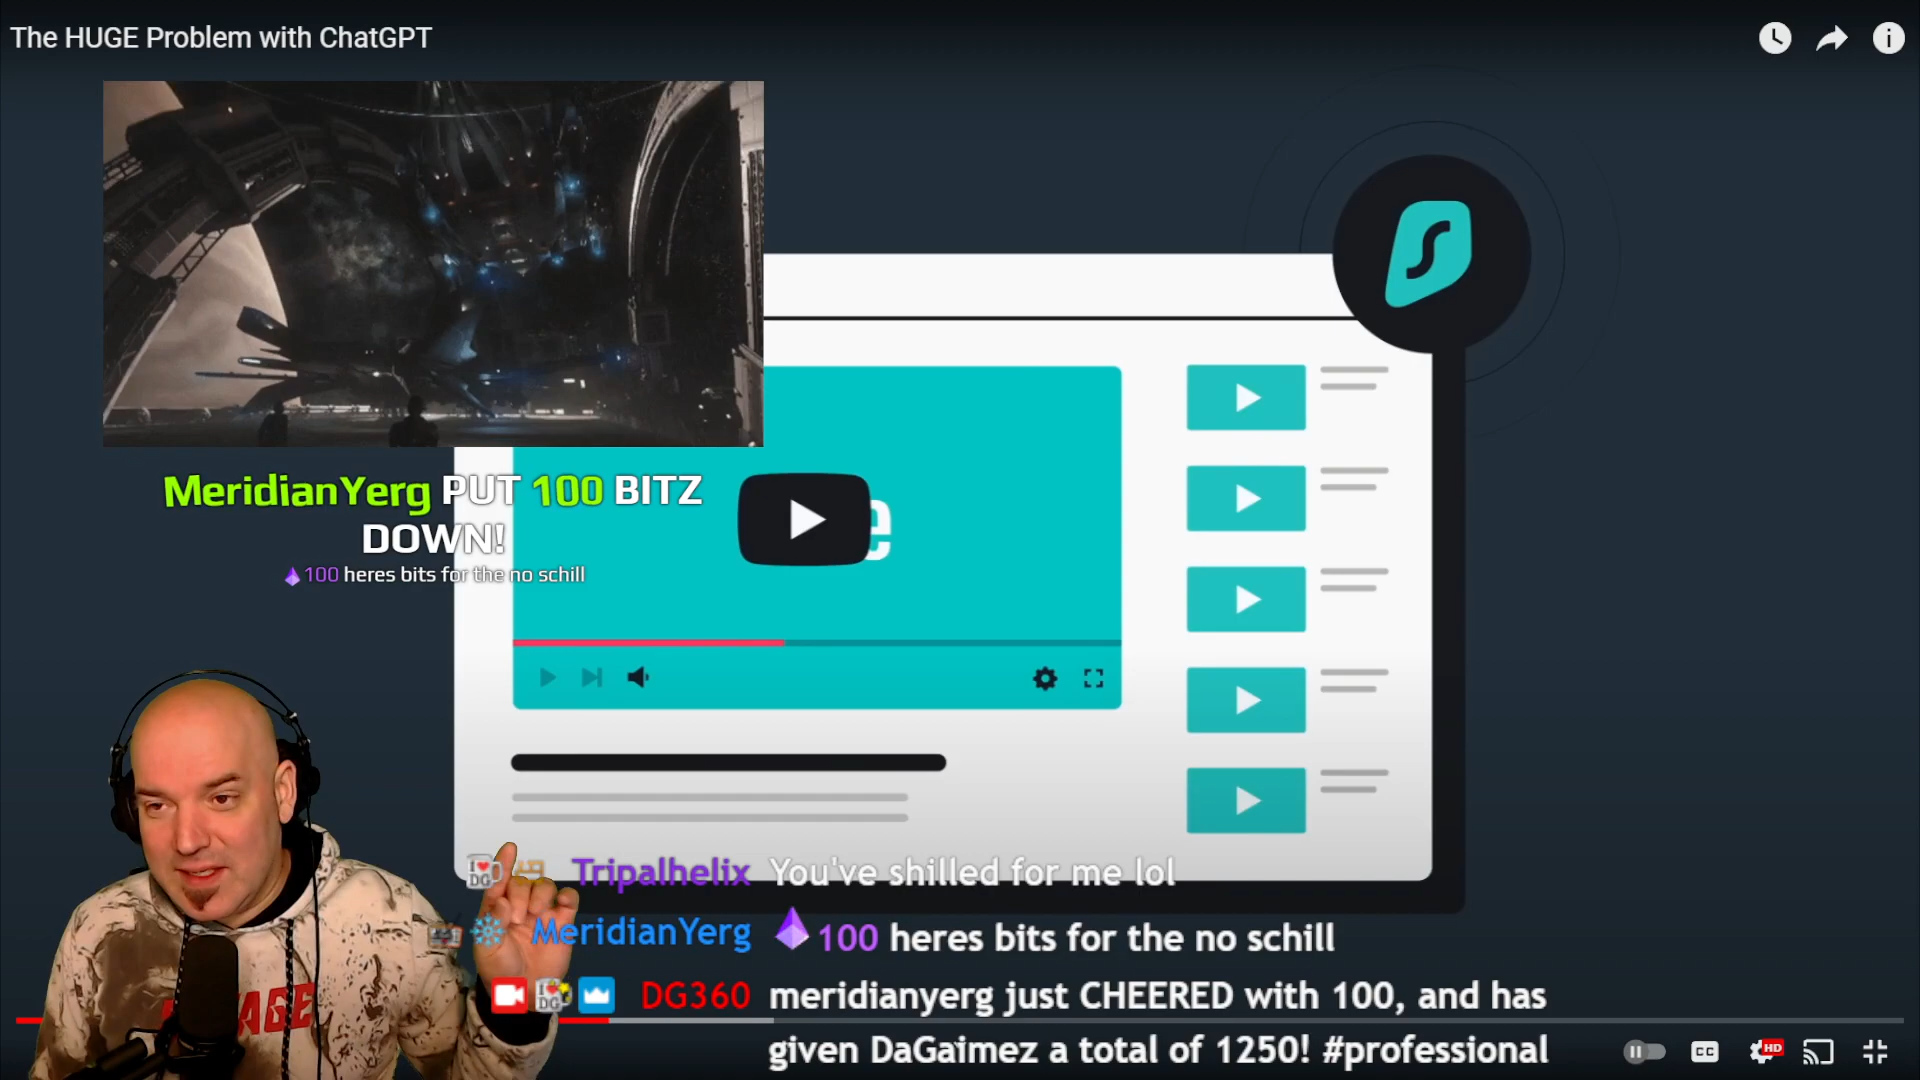 The HUGE Problem with ChatGPT
MeridianYerg PUT 100 BITZ
DOWN!
100 heres bits for the no schill
e
Tripalhelix You've shilled for me lol
MeridianYerg 100 heres bits for the no schill
DG360 meridianyerg just CHEERED with 100, and has
given DaGaimez a total of 1250! #professional
CC
HD